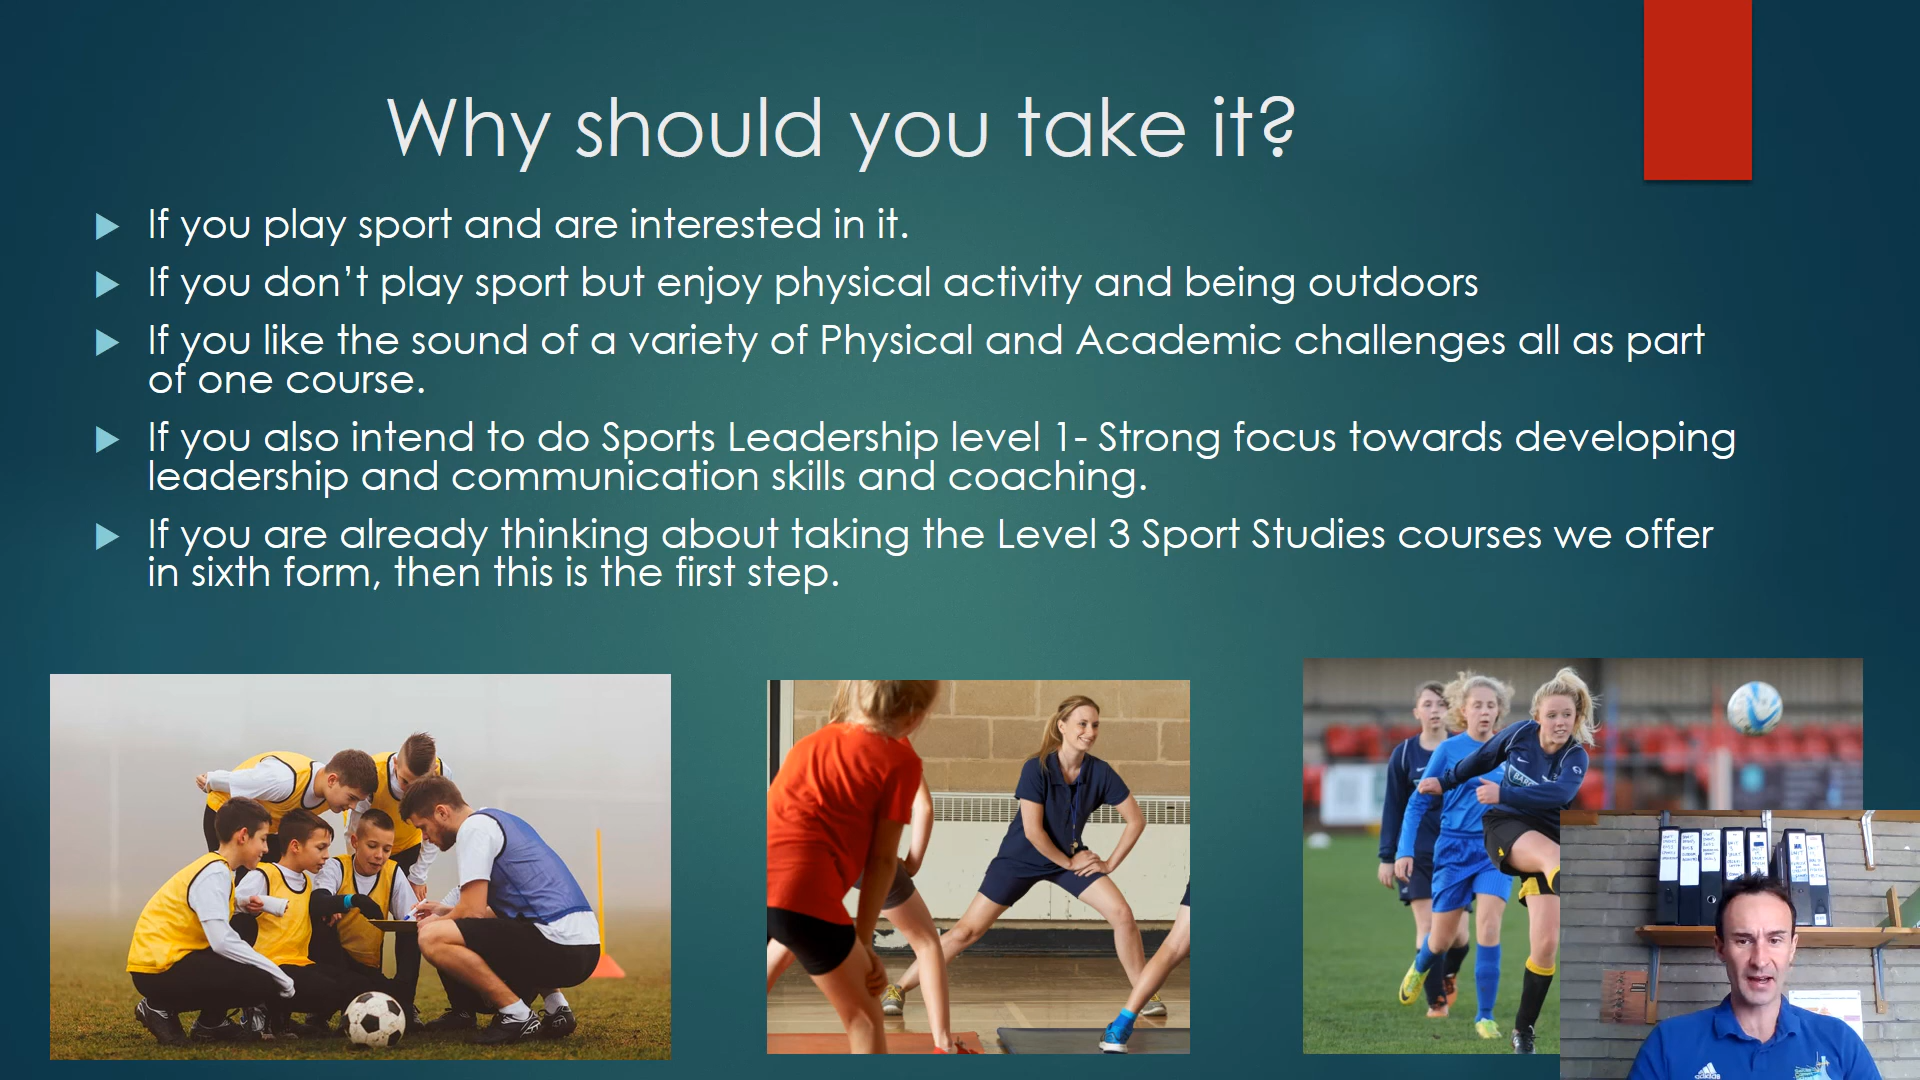 Why should you take it?
If you play sport and are interested in it.
If you don’t play sport but enjoy physical activity and being outdoors
If you like the sound of a variety of Physical and Academic challenges all as part
of one course.
If you also intend to do Sports Leadership level 1- Strong focus towards developing
leadership and communication skills and coaching.
If you are already thinking about taking the Level 3 Sport Studies courses we offer
in sixth form, then this is the first step.
adidas